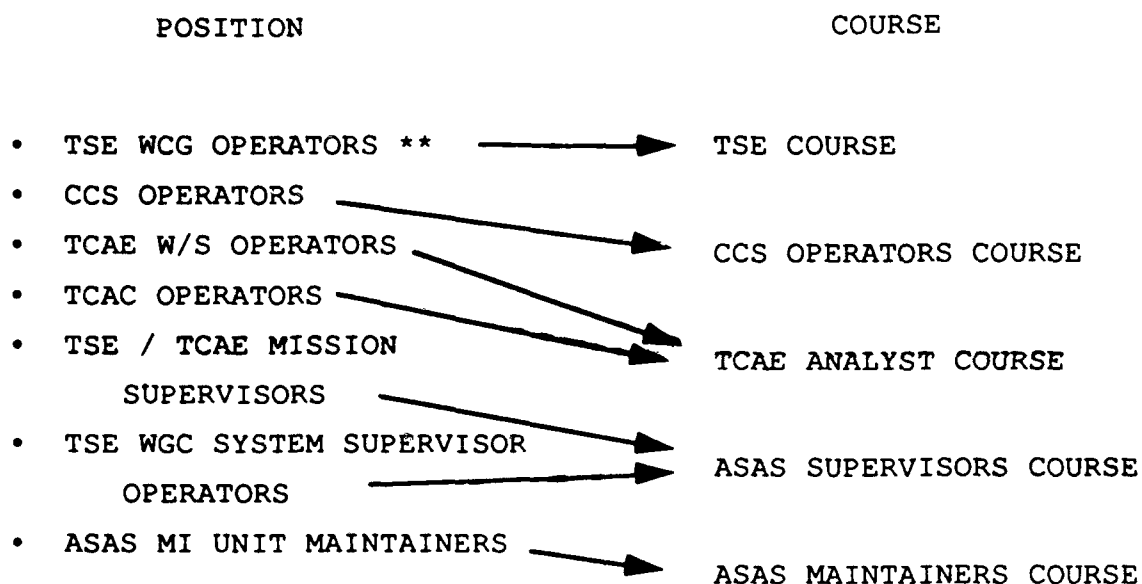 POSITION
COURSE
• TSE WCG OPERATORS **
TSE COURSE
• CCS OPERATORS
CCS OPERATORS COURSE
• TCAE W/S OPERATORS
• TCAC OPERATORS
TCAE ANALYST COURSE
• TSE / TCAE MISSION
SUPERVISORS
• TSE WGC SYSTEM SUPERVISOR
OPERATORS
ASAS SUPERVISORS COURSE
• ASAS MI UNIT MAINTAINERS
ASAS MAINTAINERS COURSE